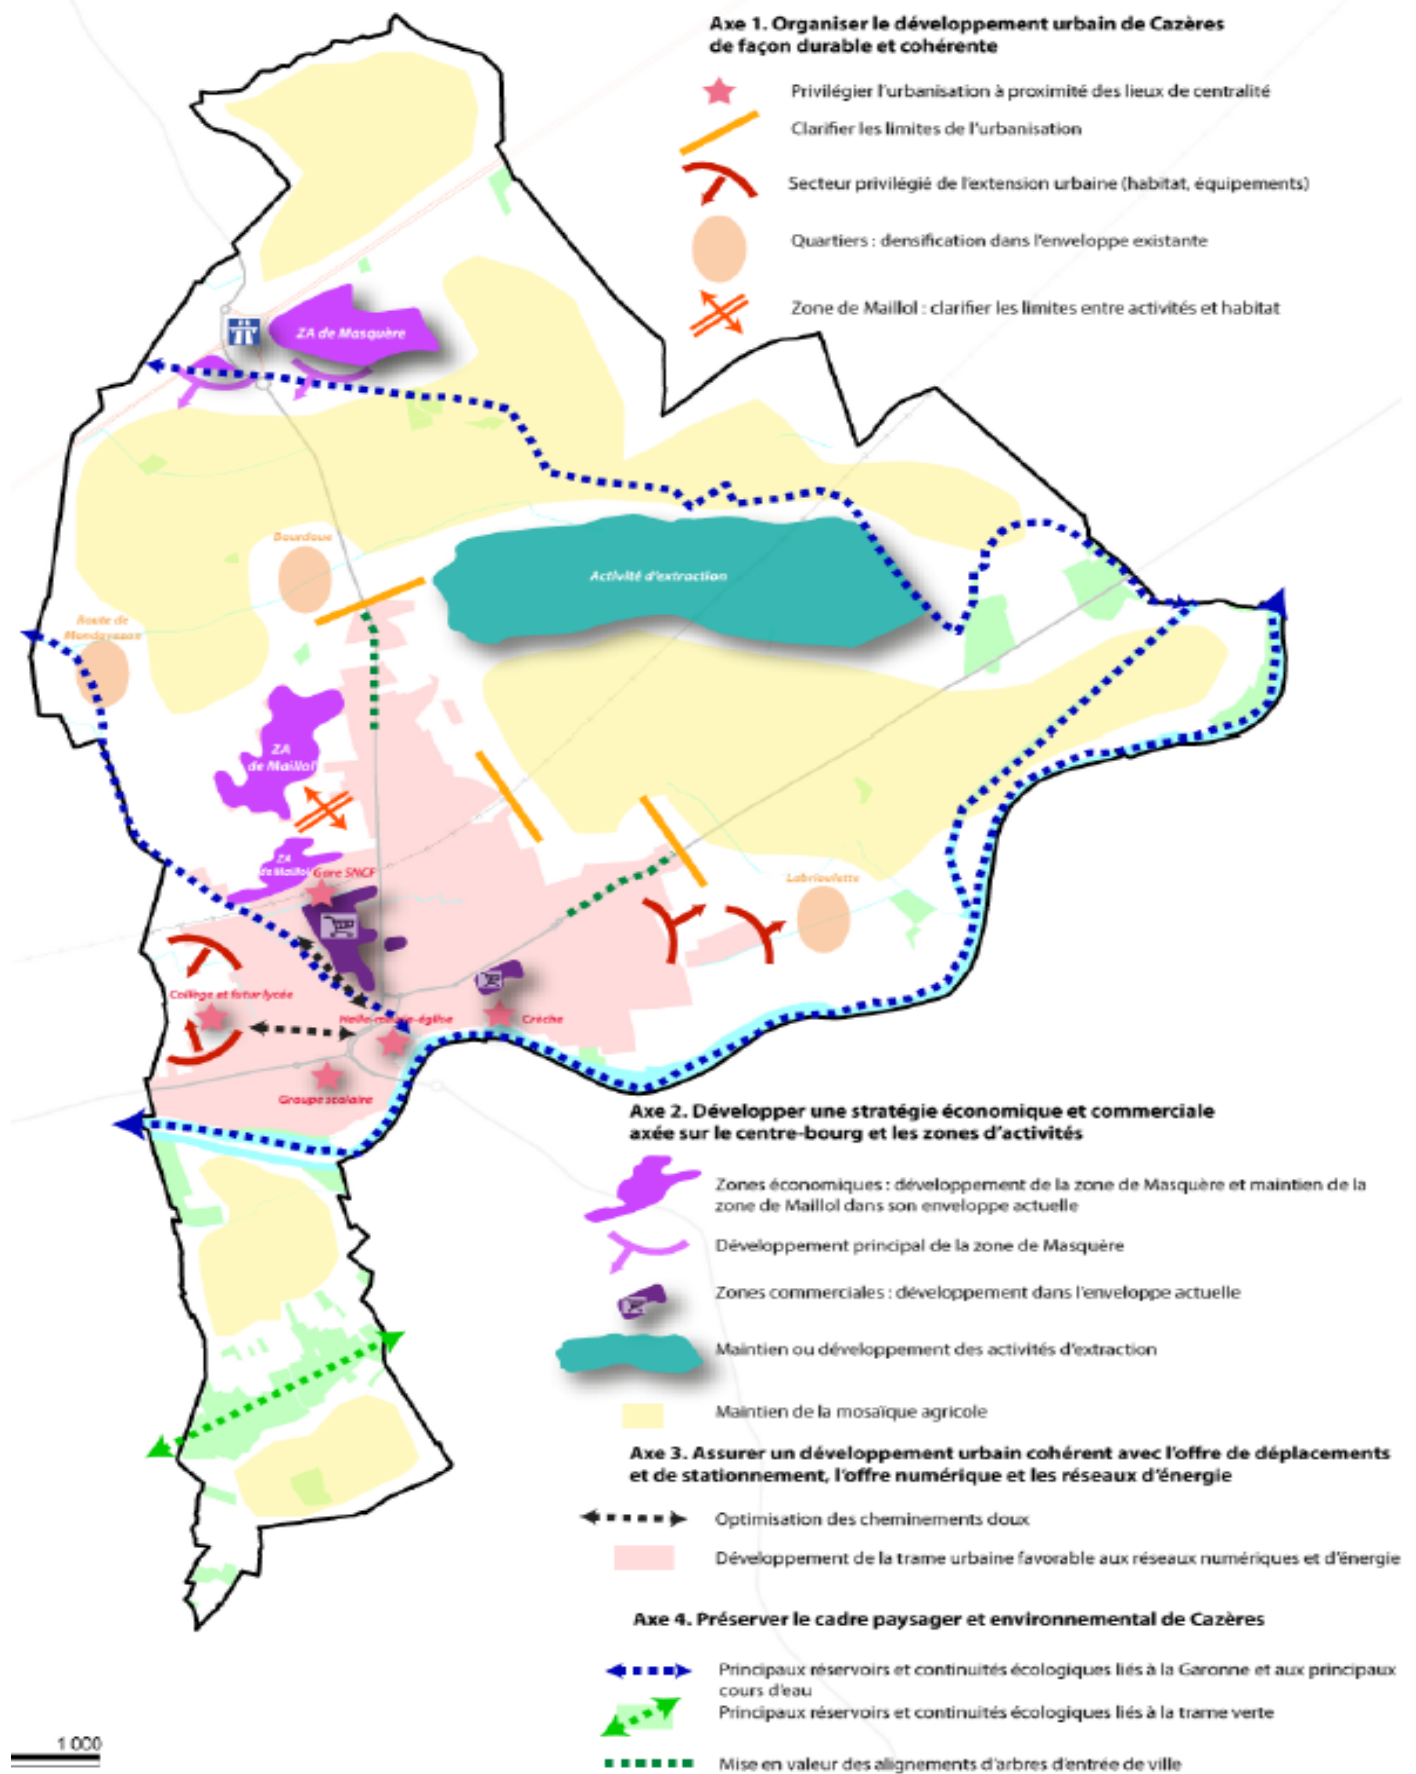 Axe 1. Organiser le développement urbain de Cazères
de façon durable et cohérente
Privilégier l'urbanisation à proximité des lieux de centralité
Clarifier les limites de l'urbanisation
Secteur privilégié de l'extension urbaine (habitat, équipements)
Quartiers : densification dans l'enveloppe existante
Zone de Maillol : clarifier les limites entre activités et habitat
ZA de Masquère
Bourdoue
Activité d'extraction
Route de
Mondavezan
ZA
de Maillol
ZA
de Maillol
Gare SNCF
Labrioulette
Collège et futur lycée
Halle-mairie-église
Crèche
Groupe scolaire
Axe 2. Développer une stratégie économique et commerciale
axée sur le centre-bourg et les zones d'activités
Zones économiques : développement de la zone de Masquère et maintien de la
zone de Maillol dans son enveloppe actuelle
Développement principal de la zone de Masquère
Zones commerciales : développement dans l'enveloppe actuelle
Maintien ou développement des activités d'extraction
Maintien de la mosaïque agricole
Axe 3. Assurer un développement urbain cohérent avec l'offre de déplacements
et de stationnement, l'offre numérique et les réseaux d'énergie
Optimisation des cheminements doux
Développement de la trame urbaine favorable aux réseaux numériques et d'énergie
Axe 4. Préserver le cadre paysager et environnemental de Cazères
Principaux réservoirs et continuités écologiques liés à la Garonne et aux principaux
cours d'eau
Principaux réservoirs et continuités écologiques liés à la trame verte
Mise en valeur des alignements d'arbres d'entrée de ville
1 000